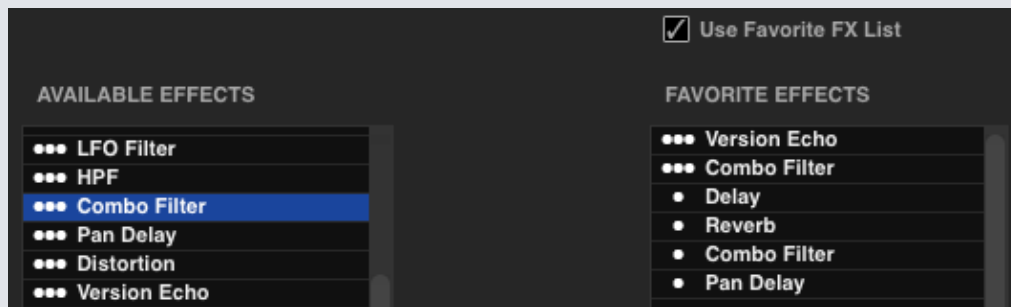 Use Favorite FX List
AVAILABLE EFFECTS
LFO Filter
HPF
Combo Filter
Pan Delay
Distortion
Version Echo
FAVORITE EFFECTS
Version Echo
Combo Filter
Delay
Reverb
Combo Filter
Pan Delay